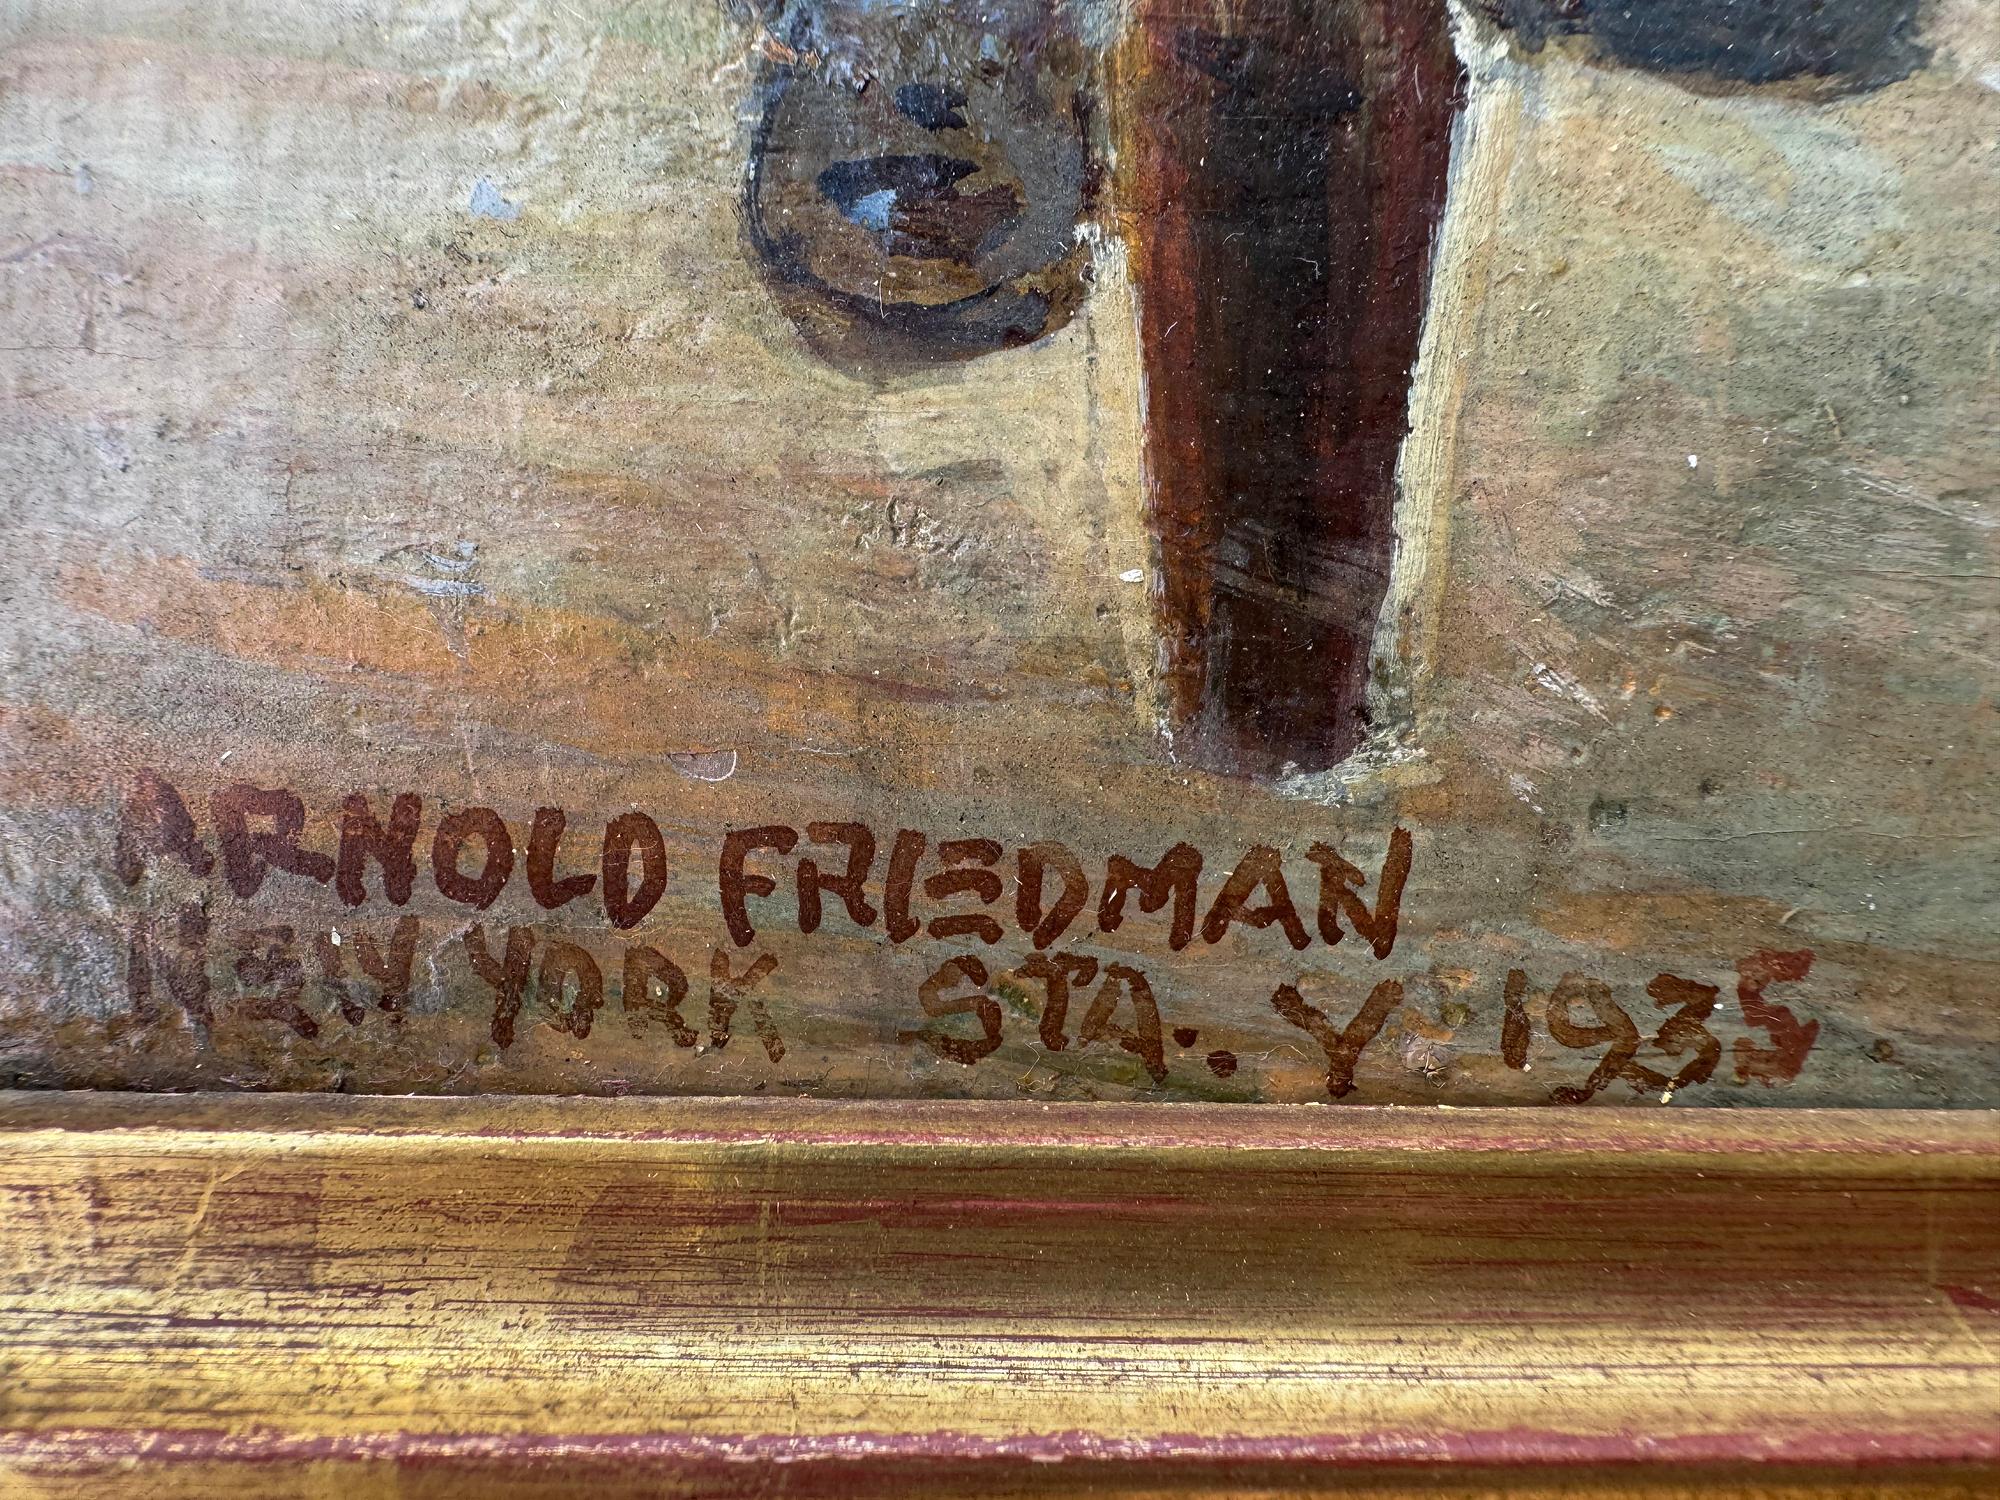 ARNOLD FRIEDMAN
NEW YORK STA.. Y 1935